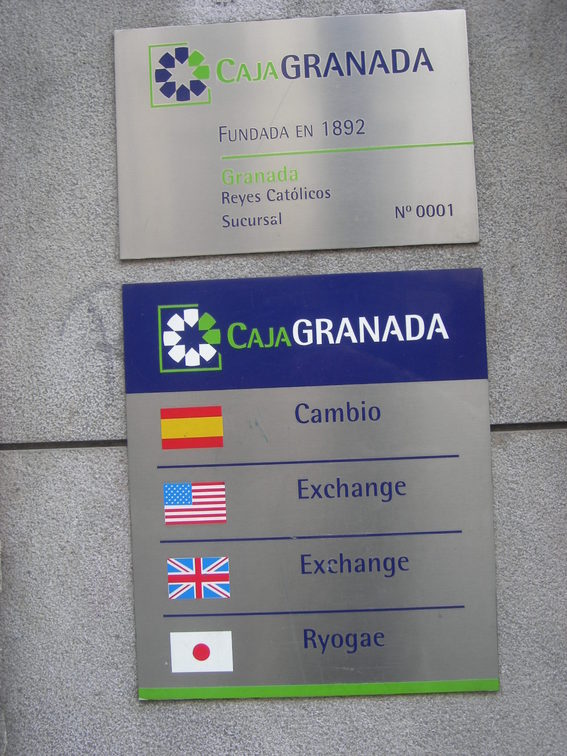 CAJAGRANADA
FUNDADA EN 1892
Granada
Reyes Católicos
Sucursal Nº 0001
CAJAGRANADA
Cambio
Exchange
Exchange
Ryogae